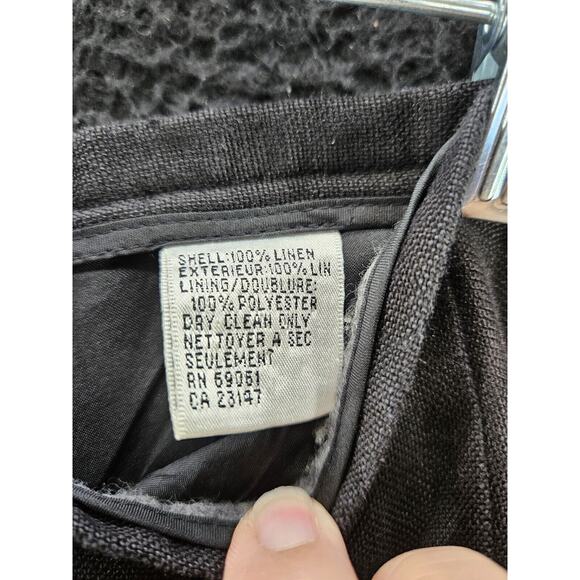 SHELL:100% LINEN
EXTERIEUR:100% LIN
LINING/DOUBLURE:
100% POLYESTER
DRY CLEAN ONLY
NETTOYER A SEC
SEULEMENT
RN 69061
CA 23147